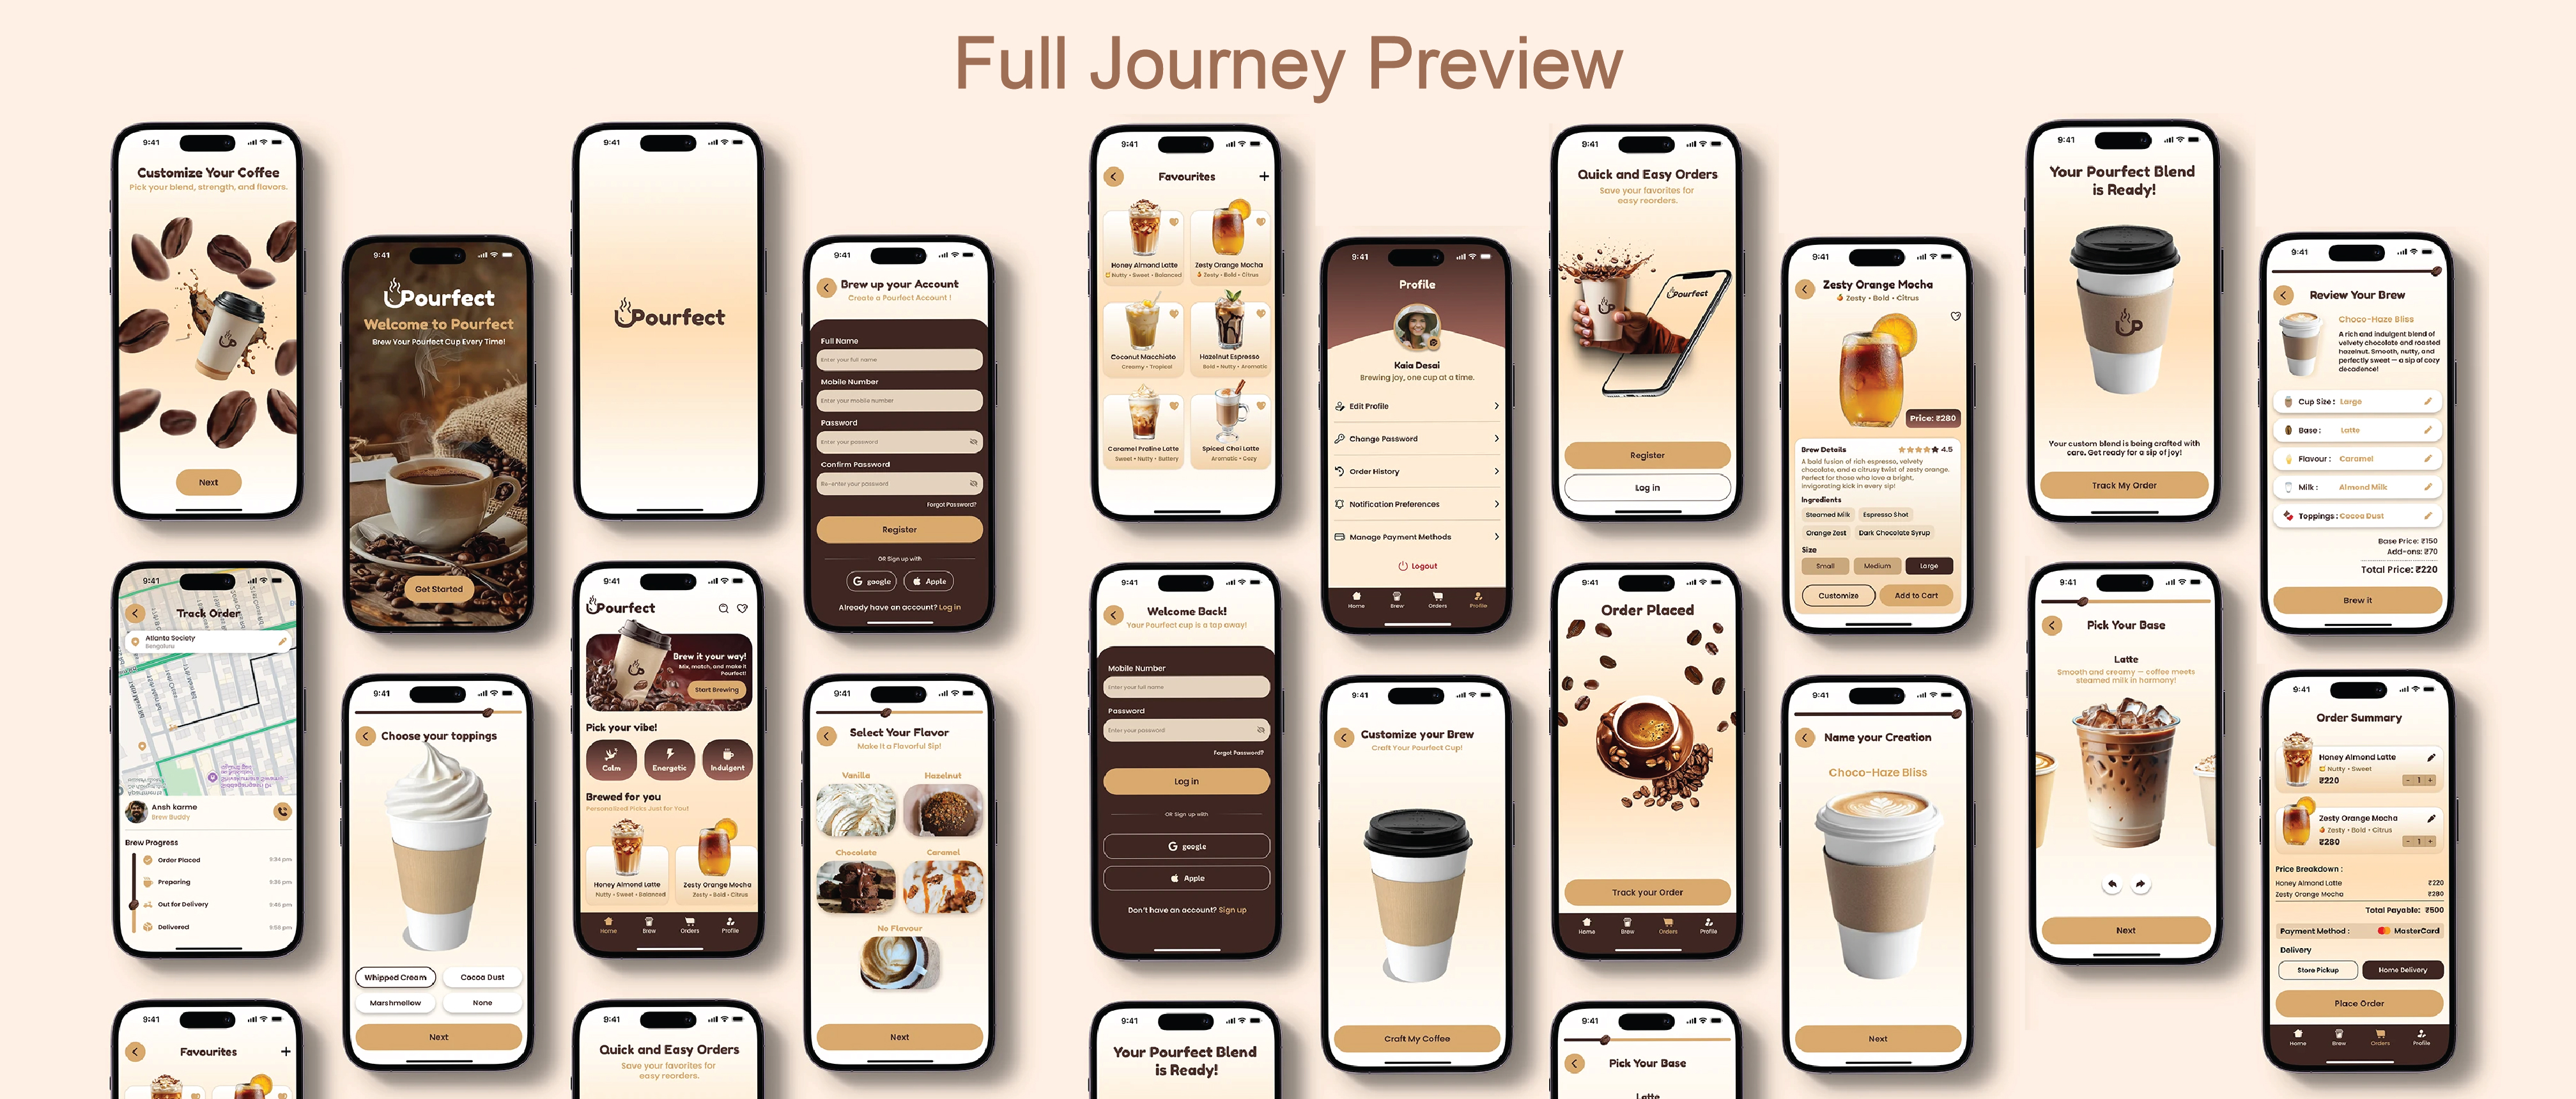 Full Journey Preview
9:41
Customize Your Coffee
Pick your blend, strength, and flavors.
Next
9:41
Pourfect
Welcome to Pourfect
Brew Your Pourfect Cup Every Time!
Get Started
9:41
Pourfect
9:41
Brew up your Account
Create a Pourfect Account !
Full Name
Enter your full name
Mobile Number
Enter your mobile number
Password
Enter your password
Confirm Password
Re-enter your password
Forgot Password?
Register
OR Sign up with
google
Apple
Already have an account? Log in
9:41
Favourites
Honey Almond Latte
Nutty • Sweet • Balanced
Zesty Orange Mocha
Zesty • Bold • Citrus
Coconut Macchiato
Creamy • Tropical
Hazelnut Espresso
Bold • Nutty • Aromatic
Caramel Praline Latte
Sweet • Nutty • Buttery
Spiced Chai Latte
Aromatic • Cozy
9:41
Profile
Kaia Desai
Brewing joy, one cup at a time.
Edit Profile
Change Password
Order History
Notification Preferences
Manage Payment Methods
Logout
Home
Brew
Orders
Profile
9:41
Quick and Easy Orders
Save your favorites for
easy reorders.
Pourfect
Register
Log in
9:41
Zesty Orange Mocha
Zesty • Bold • Citrus
Price: ₹280
Brew Details
4.5
A bold fusion of rich espresso, velvety
chocolate, and a citrusy twist of zesty orange.
Perfect for those who love a bright,
invigorating kick in every sip!
Ingredients
Steamed Milk
Espresso Shot
Orange Zest
Dark Chocolate Syrup
Size
Small
Medium
Large
Customize
Add to Cart
9:41
Your Pourfect Blend
is Ready!
Your custom blend is being crafted with
care. Get ready for a sip of joy!
Track My Order
9:41
Review Your Brew
Choco-Haze Bliss
A rich and indulgent blend of
velvety chocolate and roasted
hazelnut. Smooth, nutty, and
perfectly sweet — a sip of cozy
decadence!
Cup Size : Large
Base : Latte
Flavour : Caramel
Milk : Almond Milk
Toppings : Cocoa Dust
Base Price: ₹150
Add-ons: ₹70
Total Price: ₹220
Brew it
9:41
Track Order
Atlanta Society
Bengaluru
Ansh karme
Brew Buddy
Brew Progress
Order Placed 9:34 pm
Preparing 9:36 pm
Out for Delivery 9:46 pm
Delivered 9:56 pm
9:41
Choose your toppings
Whipped Cream
Cocoa Dust
Marshmellow
None
Next
9:41
Pourfect
Brew it your way!
Mix, match, and make it
Pourfect!
Start Brewing
Pick your vibe!
Calm
Energetic
Indulgent
Brewed for you
Personalized Picks Just for You!
Honey Almond Latte
Nutty • Sweet • Balanced
Zesty Orange Mocha
Zesty • Bold • Citrus
Home
Brew
Orders
Profile
9:41
Select Your Flavor
Make It a Flavorful Sip!
Vanilla
Hazelnut
Chocolate
Caramel
No Flavour
Next
9:41
Welcome Back!
Your Pourfect cup is a tap away!
Mobile Number
Enter your full name
Password
Enter your password
Forgot Password?
Log in
OR Sign up with
google
Apple
Don't have an account? Sign up
9:41
Customize your Brew
Craft Your Pourfect Cup!
Craft My Coffee
9:41
Order Placed
Track your Order
Home
Brew
Orders
Profile
9:41
Name your Creation
Choco-Haze Bliss
Next
9:41
Pick Your Base
Latte
Smooth and creamy — coffee meets
steamed milk in harmony!
Next
9:41
Order Summary
Honey Almond Latte
Nutty • Sweet
₹220
- 1 +
Zesty Orange Mocha
Zesty • Bold • Citrus
₹280
- 1 +
Price Breakdown :
Honey Almond Latte ₹220
Zesty Orange Mocha ₹280
Total Payable: ₹500
Payment Method : MasterCard
Delivery
Store Pickup
Home Delivery
Place Order
Home
Brew
Orders
Profile
9:41
Favourites
9:41
Quick and Easy Orders
Save your favorites for
easy reorders.
9:41
Your Pourfect Blend
is Ready!
9:41
Pick Your Base
Latte